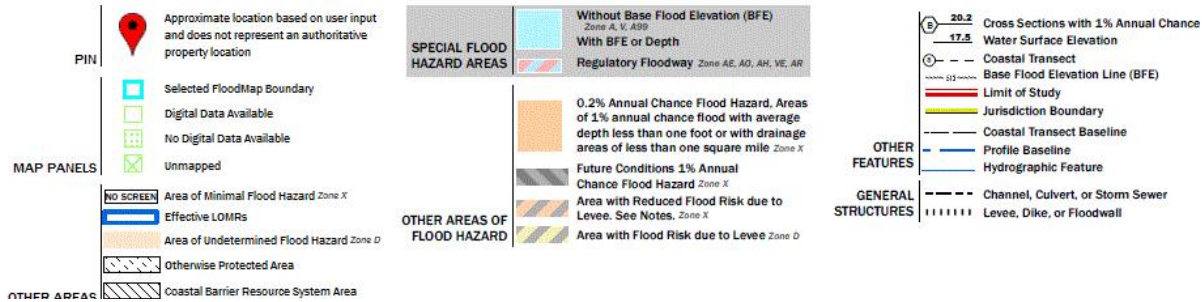 PIN
Approximate location based on user input
and does not represent an authoritative
property location
MAP PANELS
Selected FloodMap Boundary
Digital Data Available
No Digital Data Available
Unmapped
OTHER AREAS
NO SCREEN Area of Minimal Flood Hazard Zone X
Effective LOMRs
Area of Undetermined Flood Hazard Zone D
Otherwise Protected Area
Coastal Barrier Resource System Area
SPECIAL FLOOD
HAZARD AREAS
Without Base Flood Elevation (BFE)
Zone A, V, A99
With BFE or Depth
Regulatory Floodway Zone AE, AO, AH, VE, AR
OTHER AREAS OF
FLOOD HAZARD
0.2% Annual Chance Flood Hazard, Areas
of 1% annual chance flood with average
depth less than one foot or with drainage
areas of less than one square mile Zone X
Future Conditions 1% Annual
Chance Flood Hazard Zone X
Area with Reduced Flood Risk due to
Levee. See Notes. Zone X
Area with Flood Risk due to Levee Zone D
OTHER
FEATURES
B 20.2 Cross Sections with 1% Annual Chance
17.5 Water Surface Elevation
8 Coastal Transect
513 Base Flood Elevation Line (BFE)
Limit of Study
Jurisdiction Boundary
Coastal Transect Baseline
Profile Baseline
Hydrographic Feature
GENERAL
STRUCTURES
Channel, Culvert, or Storm Sewer
Levee, Dike, or Floodwall